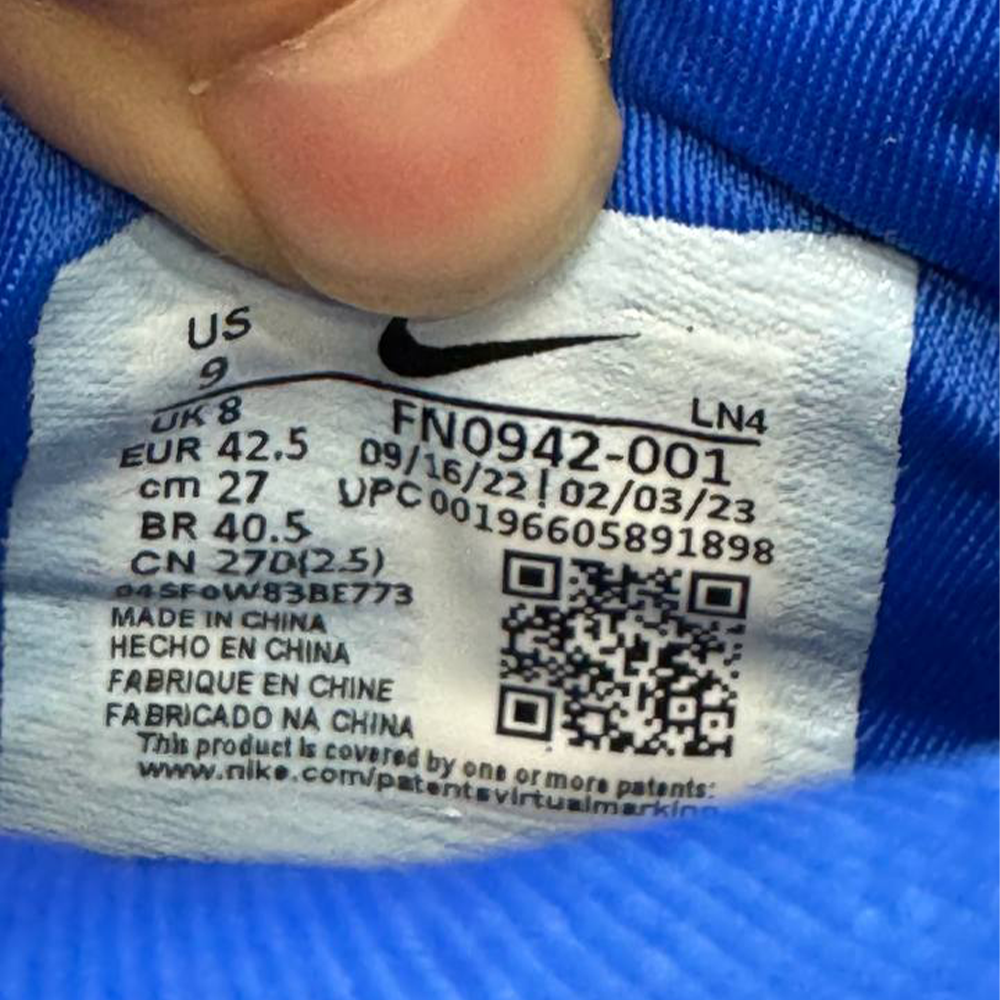 US
9
UK 8
EUR 42.5
cm 27
BR 40.5
CN 270(2.5)
04SF0W83BE773
MADE IN CHINA
HECHO EN CHINA
FABRIQUE EN CHINE
FABRICADO NA CHINA
LN4
FN0942-001
09/16/22 ! 02/03/23
UPC 00196605891898
This product is covered by one or more patents:
www.nike.com/patentsvirtualmarking